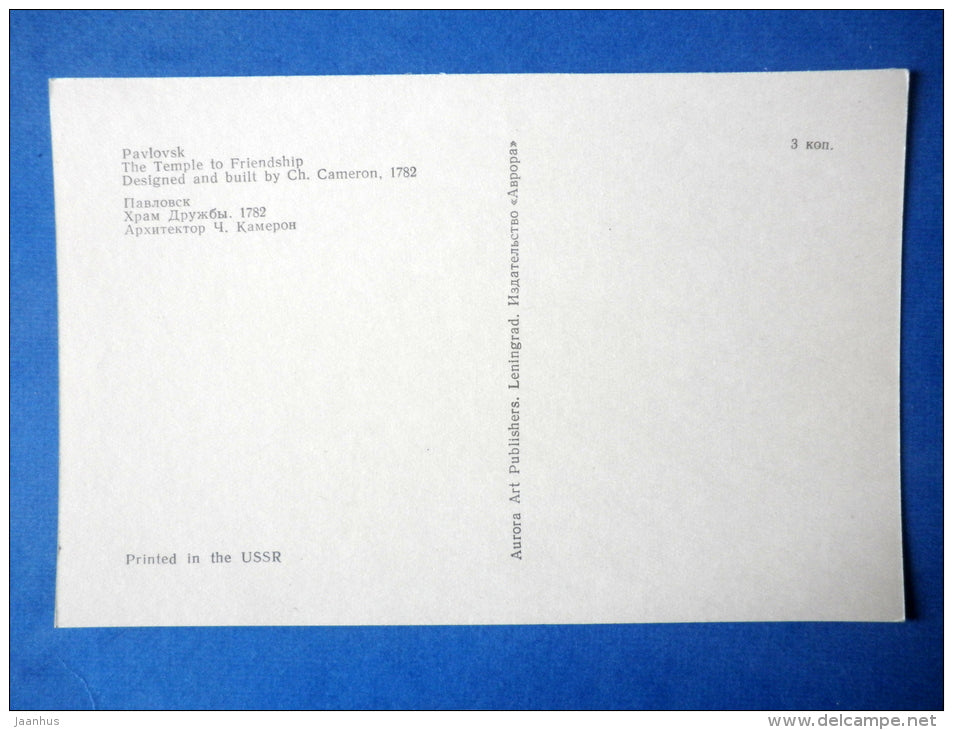 Pavlovsk
The Temple to Friendship
Designed and built by Ch. Cameron, 1782
Павловск
Храм Дружбы. 1782
Архитектор Ч. Камерон
Printed in the USSR
Aurora Art Publishers. Leningrad. Издательство «Аврора»
3 коп.
jaanhus
www.delcampe.net